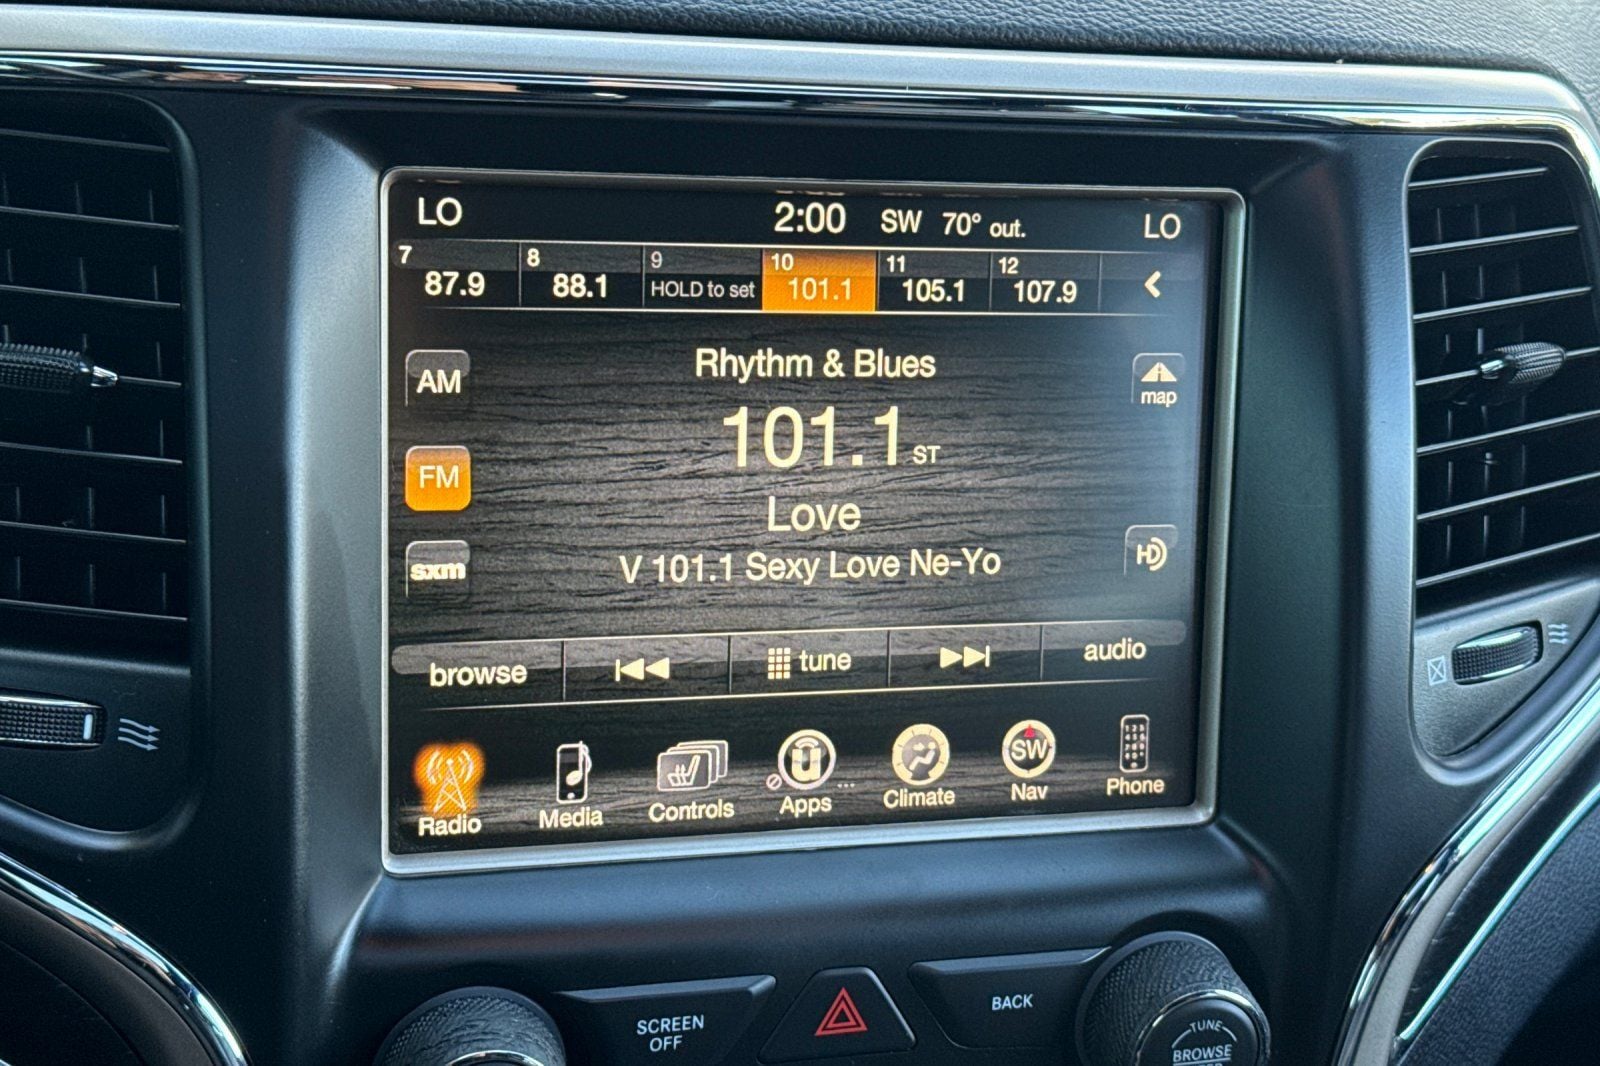 LO 2:00 SW 70° out. LO
7 87.9 8 88.1 9 HOLD to set 10 101.1 11 105.1 12 107.9
Rhythm & Blues
AM
map
101.1 ST
FM
Love
V 101.1 Sexy Love Ne-Yo
HD
sxm
browse tune audio
Radio Media Controls Apps Climate SW Nav Phone
SCREEN OFF
BACK
TUNE
BROWSE